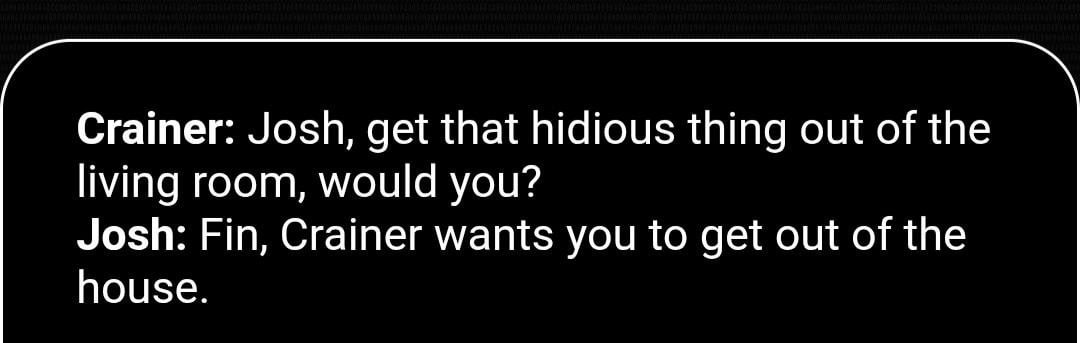 Crainer: Josh, get that hidious thing out of the
living room, would you?
Josh: Fin, Crainer wants you to get out of the
house.